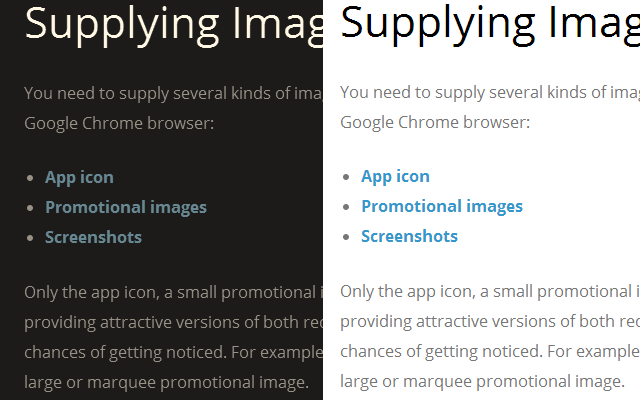 Supplying Imag
You need to supply several kinds of ima
Google Chrome browser:
• App icon
• Promotional images
• Screenshots
Only the app icon, a small promotional i
providing attractive versions of both rec
chances of getting noticed. For example
large or marquee promotional image.
Supplying Imag
You need to supply several kinds of imag
Google Chrome browser:
• App icon
• Promotional images
• Screenshots
Only the app icon, a small promotional i
providing attractive versions of both rec
chances of getting noticed. For example
large or marquee promotional image.